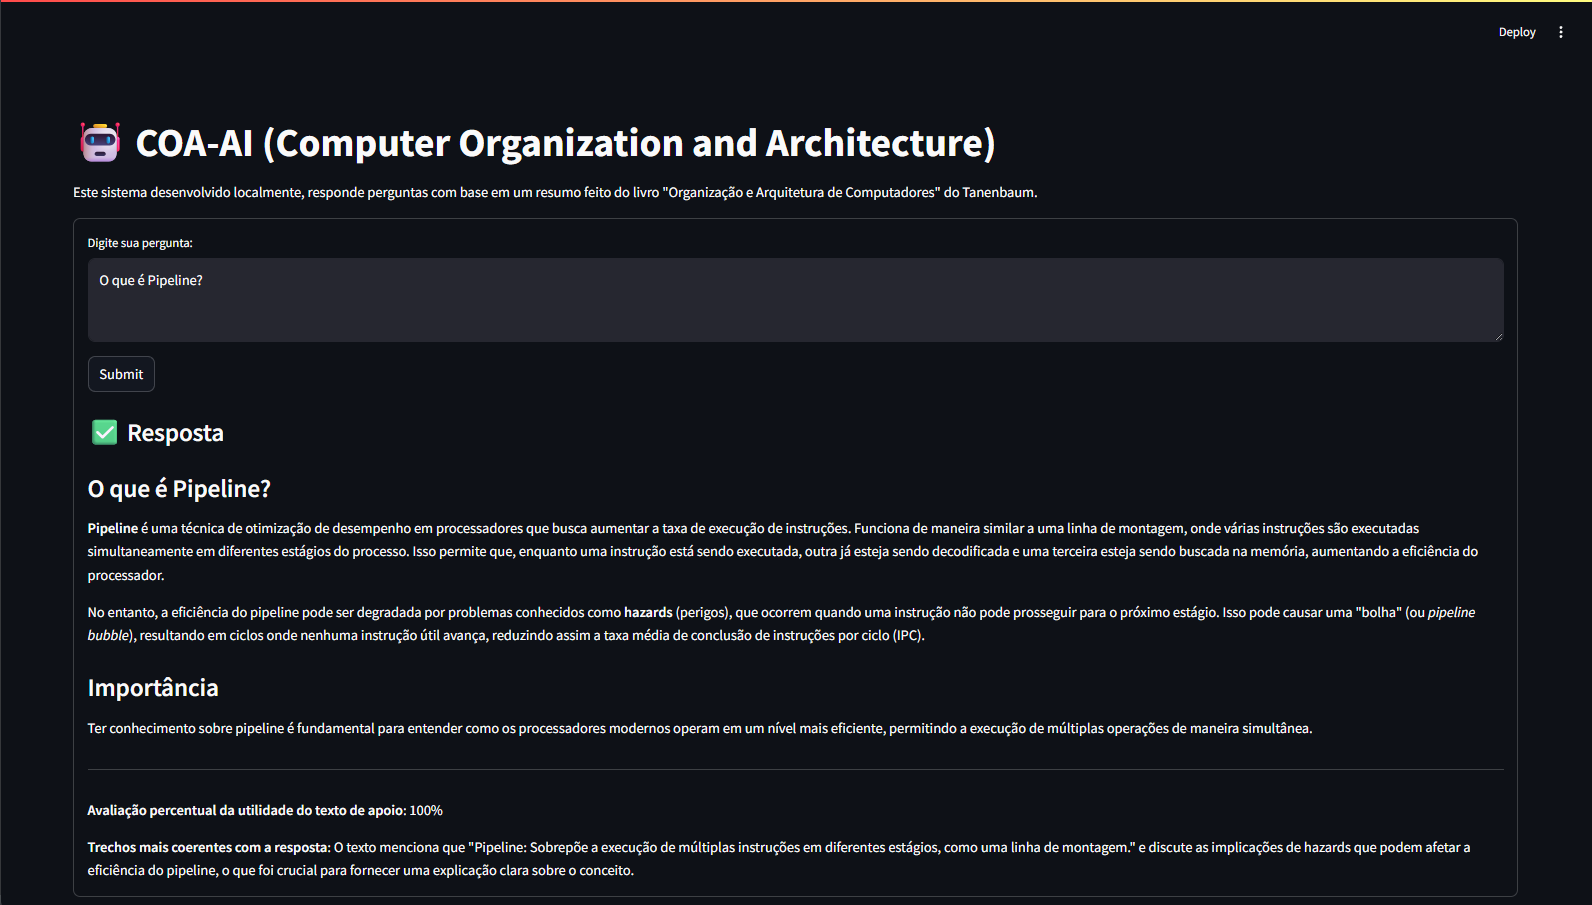 Deploy
COA-AI (Computer Organization and Architecture)
Este sistema desenvolvido localmente, responde perguntas com base em um resumo feito do livro "Organização e Arquitetura de Computadores" do Tanenbaum.
Digite sua pergunta:
O que é Pipeline?
Submit
Resposta
O que é Pipeline?
Pipeline é uma técnica de otimização de desempenho em processadores que busca aumentar a taxa de execução de instruções. Funciona de maneira similar a uma linha de montagem, onde várias instruções são executadas
simultaneamente em diferentes estágios do processo. Isso permite que, enquanto uma instrução está sendo executada, outra já esteja sendo decodificada e uma terceira esteja sendo buscada na memória, aumentando a eficiência do
processador.
No entanto, a eficiência do pipeline pode ser degradada por problemas conhecidos como hazards (perigos), que ocorrem quando uma instrução não pode prosseguir para o próximo estágio. Isso pode causar uma "bolha" (ou pipeline
bubble), resultando em ciclos onde nenhuma instrução útil avança, reduzindo assim a taxa média de conclusão de instruções por ciclo (IPC).
Importância
Ter conhecimento sobre pipeline é fundamental para entender como os processadores modernos operam em um nível mais eficiente, permitindo a execução de múltiplas operações de maneira simultânea.
Avaliação percentual da utilidade do texto de apoio: 100%
Trechos mais coerentes com a resposta: O texto menciona que "Pipeline: Sobrepõe a execução de múltiplas instruções em diferentes estágios, como uma linha de montagem." e discute as implicações de hazards que podem afetar a
eficiência do pipeline, o que foi crucial para fornecer uma explicação clara sobre o conceito.